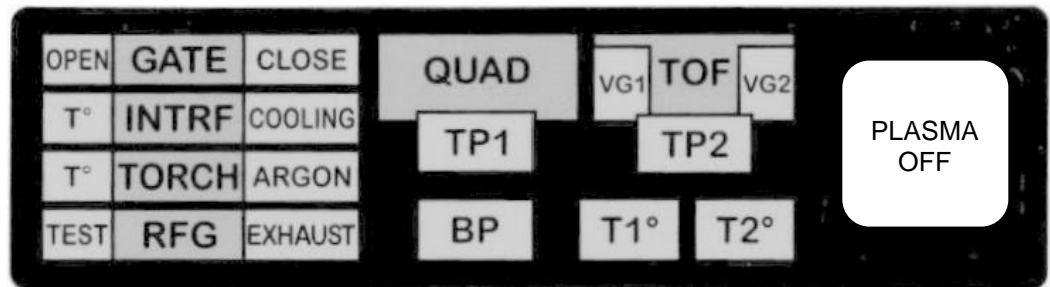 OPEN GATE CLOSE
T° INTRF COOLING
T° TORCH ARGON
TEST RFG EXHAUST
QUAD
TP1
BP
VG1 TOF VG2
TP2
T1° T2°
PLASMA
OFF